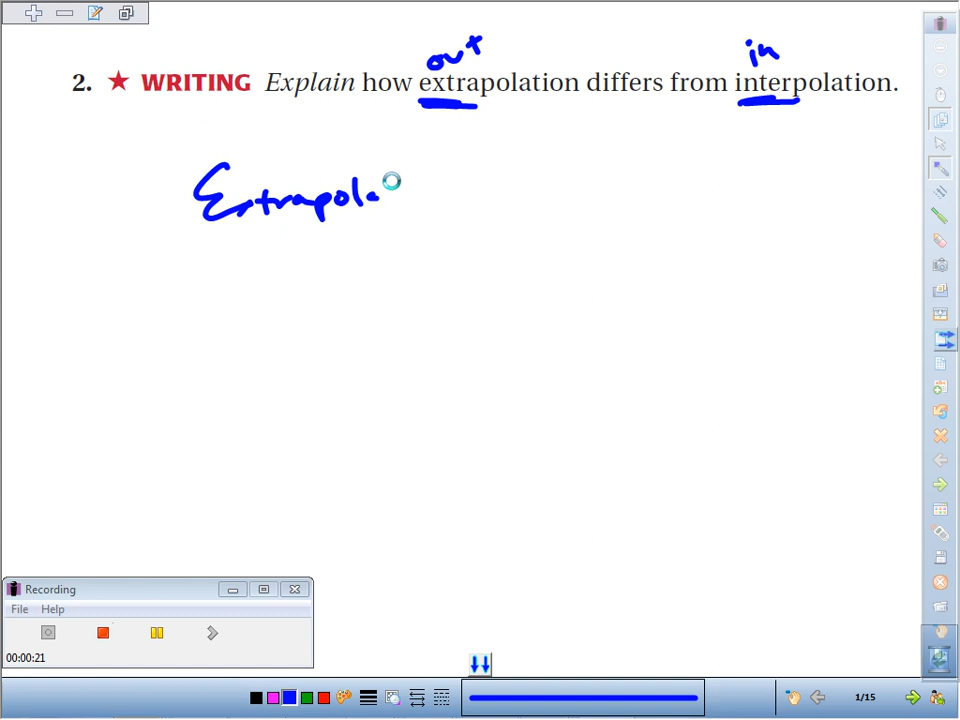 out in
2. ★ WRITING Explain how extrapolation differs from interpolation.
Extrapola
Recording
File Help
00:00:21
1/15